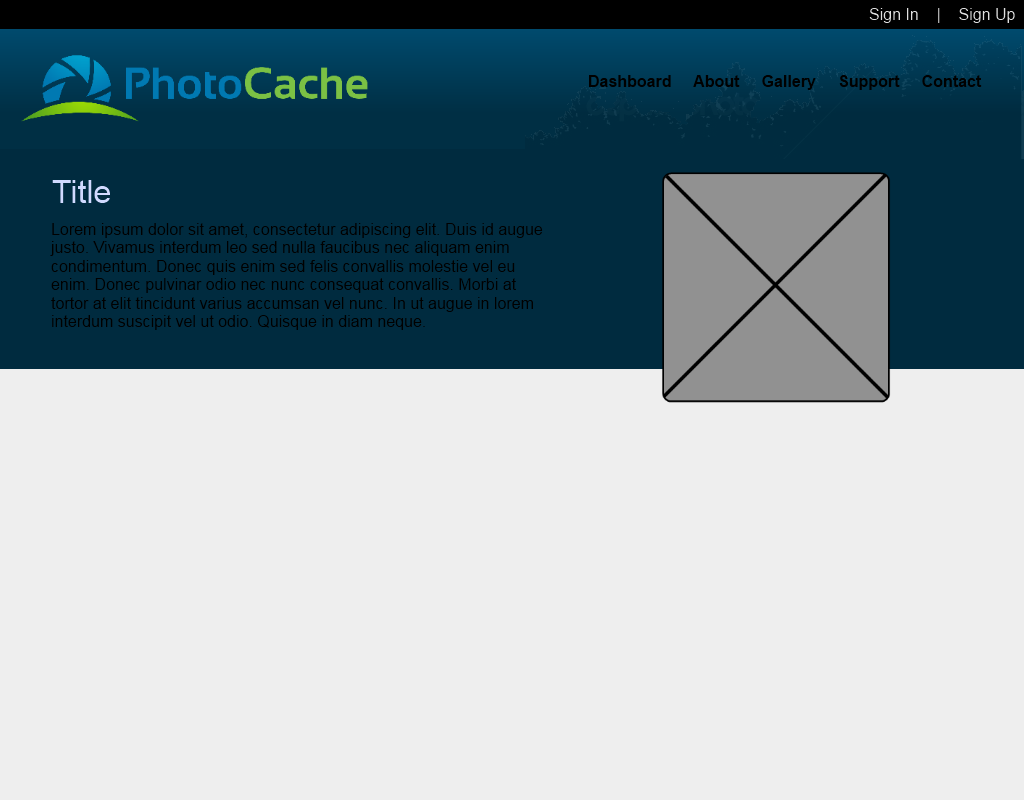 Sign In | Sign Up
PhotoCache
Dashboard About Gallery Support Contact
Title
Lorem ipsum dolor sit amet, consectetur adipiscing elit. Duis id augue
justo. Vivamus interdum leo sed nulla faucibus nec aliquam enim
condimentum. Donec quis enim sed felis convallis molestie vel eu
enim. Donec pulvinar odio nec nunc consequat convallis. Morbi at
tortor at elit tincidunt varius accumsan vel nunc. In ut augue in lorem
interdum suscipit vel ut odio. Quisque in diam neque.